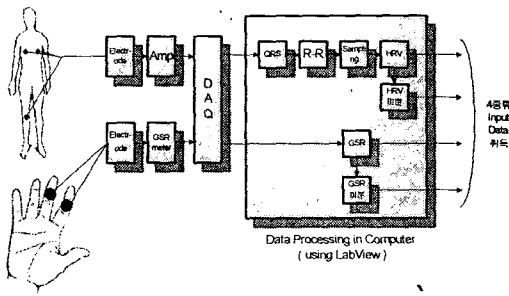 Electr-
ode
Amp
D
A
Q
QRS
R-R
Sampli
ng
HRV
HRV
미분
Electr-
ode
GSR
meter
GSR
GSR
미분
4종류
Input
Data
취득
Data Processing in Computer
( using LabView )